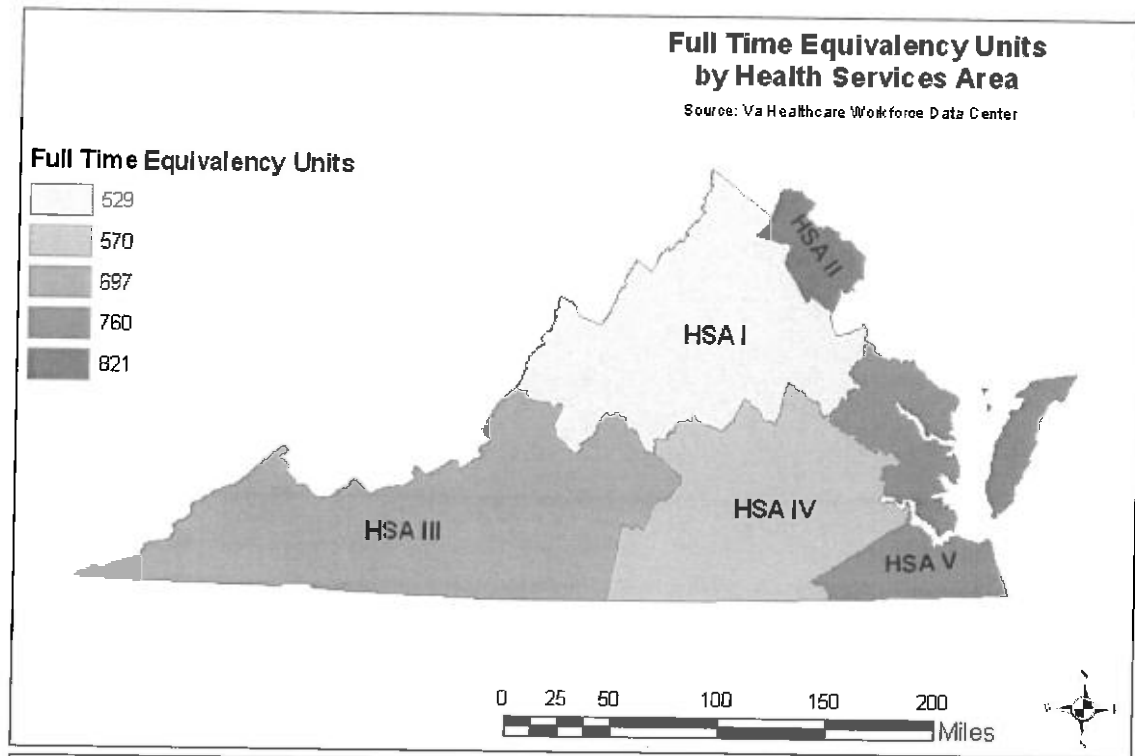 Full Time Equivalency Units
by Health Services Area
Source: Va Healthcare Workforce Data Center
Full Time Equivalency Units
529
570
697
760
821
HSA II
HSA I
HSA III
HSA IV
HSA V
0 25 50 100 150 200
Miles
N
W E
S